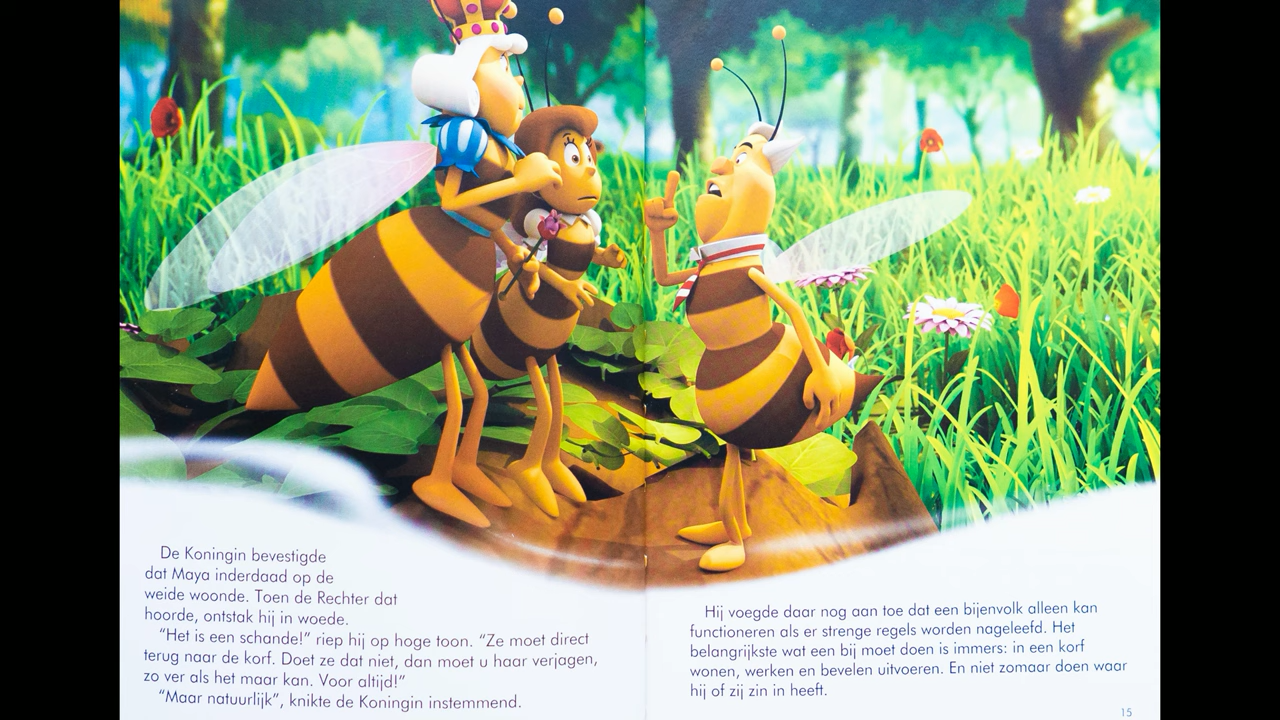 De Koningin bevestigde
dat Maya inderdaad op de
weide woonde. Toen de Rechter dat
hoorde, ontstak hij in woede.
“Het is een schande!” riep hij op hoge toon. “Ze moet direct
terug naar de korf. Doet ze dat niet, dan moet u haar verjagen,
zo ver als het maar kan. Voor altijd!”
“Maar natuurlijk”, knikte de Koningin instemmend.
Hij voegde daar nog aan toe dat een bijenvolk alleen kan
functioneren als er strenge regels worden nageleefd. Het
belangrijkste wat een bij moet doen is immers: in een korf
wonen, werken en bevelen uitvoeren. En niet zomaar doen waar
hij of zij zin in heeft.
15